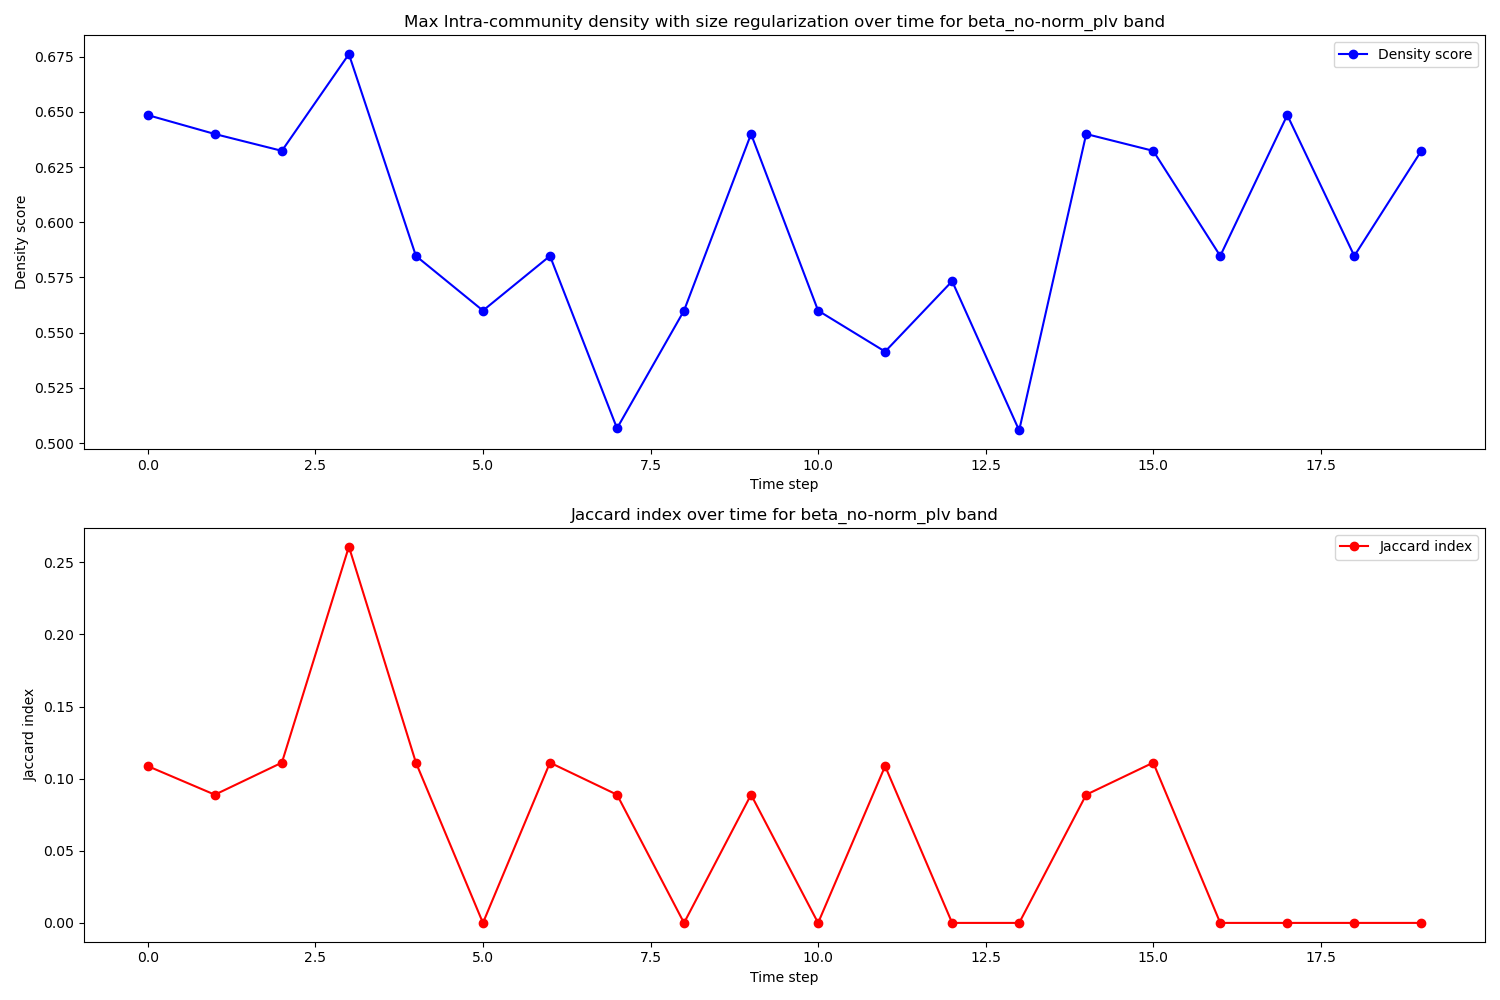 Max Intra-community density with size regularization over time for beta_no-norm_plv band
Density score
0.675
0.650
0.625
0.600
0.575
0.550
0.525
0.500
Density score
0.0 2.5 5.0 7.5 10.0 12.5 15.0 17.5
Time step
Jaccard index over time for beta_no-norm_plv band
Jaccard index
0.25
0.20
0.15
0.10
0.05
0.00
Jaccard index
0.0 2.5 5.0 7.5 10.0 12.5 15.0 17.5
Time step